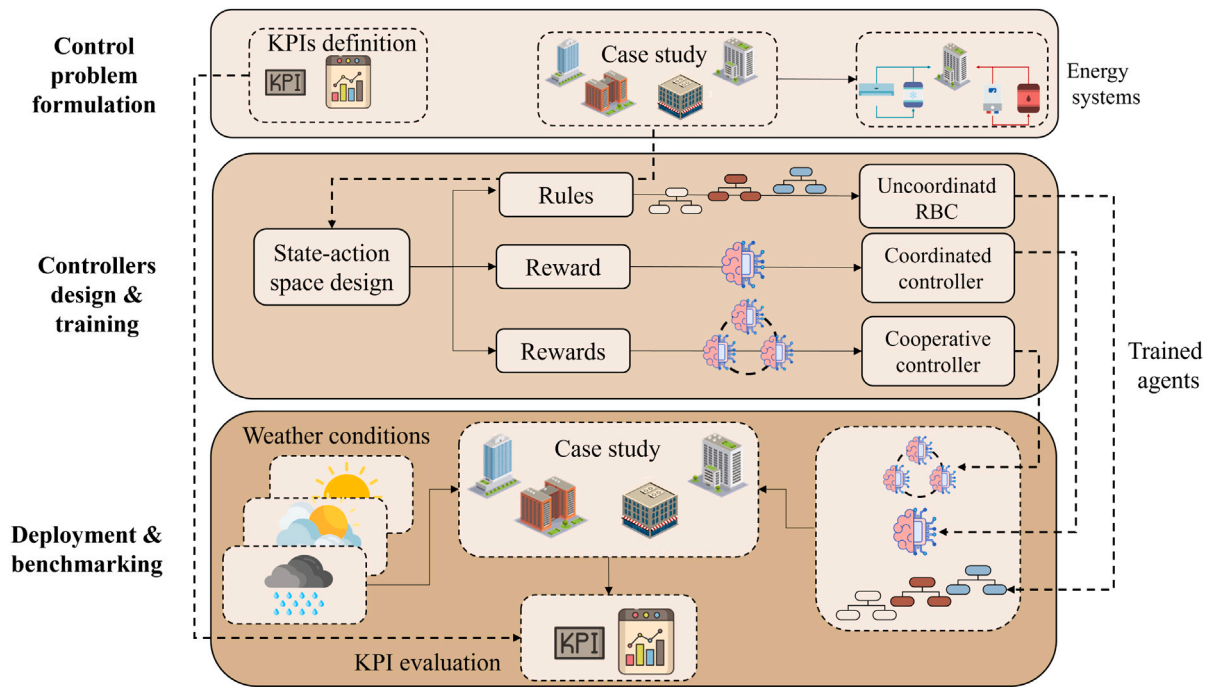 Control
problem
formulation
KPIs definition
KPI
Case study
Energy
systems
Controllers
design &
training
State-action
space design
Rules
Uncoordinatd
RBC
Reward
Coordinated
controller
Rewards
Cooperative
controller
Trained
agents
Deployment &
benchmarking
Weather conditions
Case study
KPI evaluation
KPI